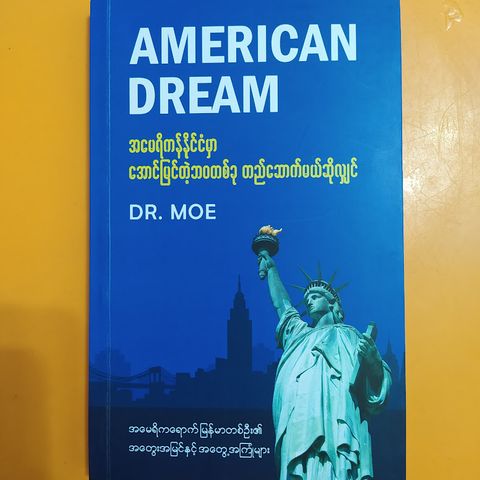 AMERICAN
DREAM
အမေရိကန်နိုင်ငံမှာ
အောင်မြင်တဲ့ဘဝတစ်ခု တည်ဆောက်မယ်ဆိုလျှင်
DR. MOE
အမေရိကရောက်မြန်မာတစ်ဦး၏
အတွေးအမြင်နှင့် အတွေ့အကြုံများ